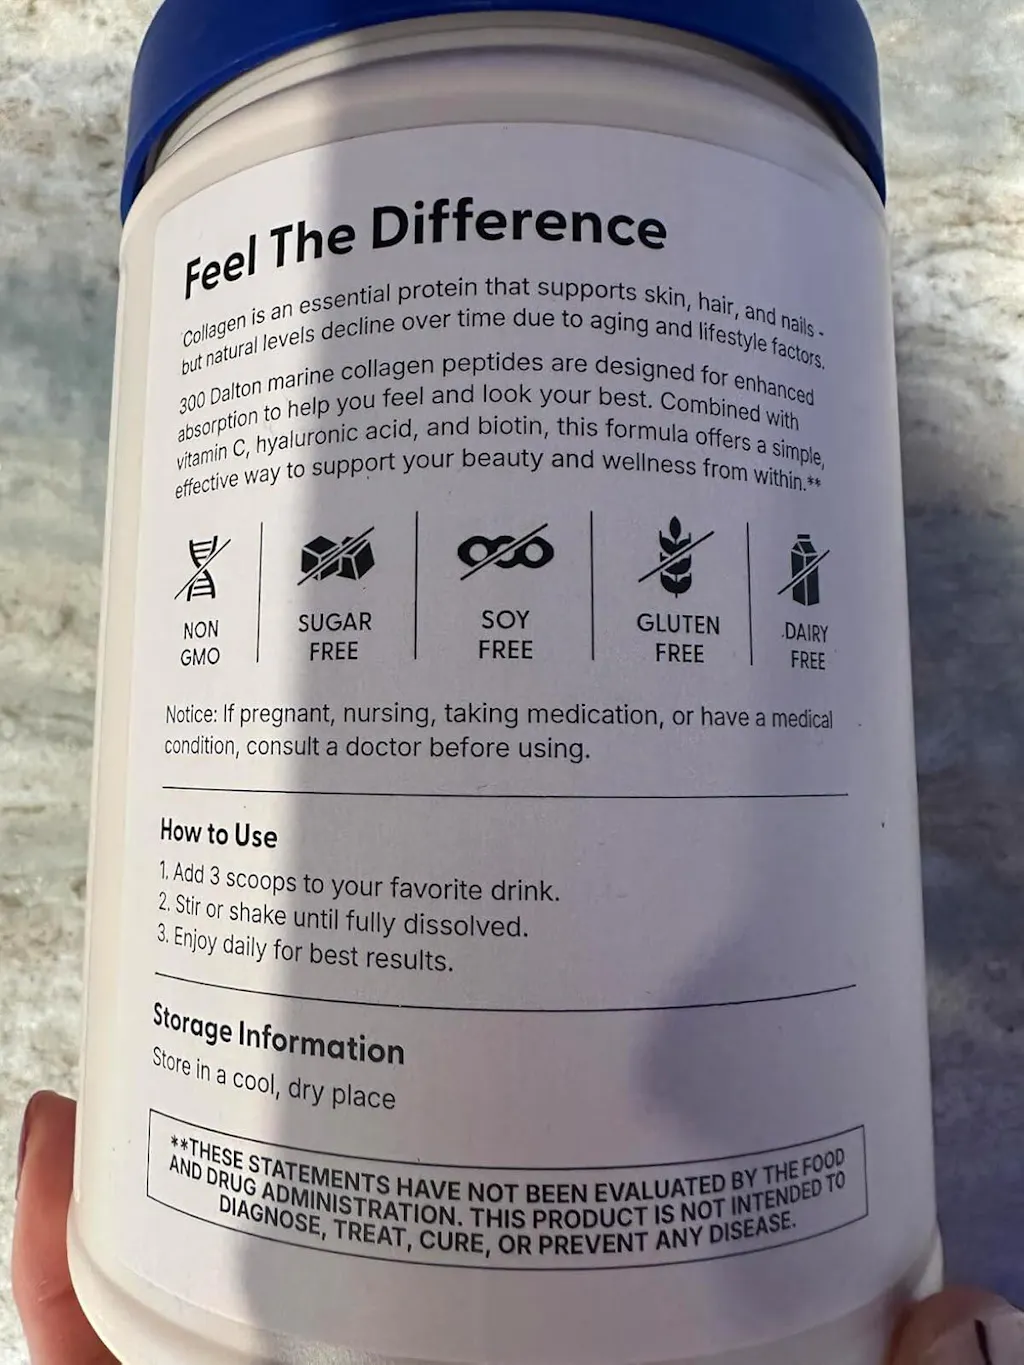 Feel The Difference
Collagen is an essential protein that supports skin, hair, and nails -
but natural levels decline over time due to aging and lifestyle factors.
300 Dalton marine collagen peptides are designed for enhanced
absorption to help you feel and look your best. Combined with
vitamin C, hyaluronic acid, and biotin, this formula offers a simple,
effective way to support your beauty and wellness from within.**
NON
GMO
SUGAR
FREE
SOY
FREE
GLUTEN
FREE
DAIRY
FREE
Notice: If pregnant, nursing, taking medication, or have a medical
condition, consult a doctor before using.
How to Use
1. Add 3 scoops to your favorite drink.
2. Stir or shake until fully dissolved.
3. Enjoy daily for best results.
Storage Information
Store in a cool, dry place
**THESE STATEMENTS HAVE NOT BEEN EVALUATED BY THE FOOD
AND DRUG ADMINISTRATION. THIS PRODUCT IS NOT INTENDED TO
DIAGNOSE, TREAT, CURE, OR PREVENT ANY DISEASE.